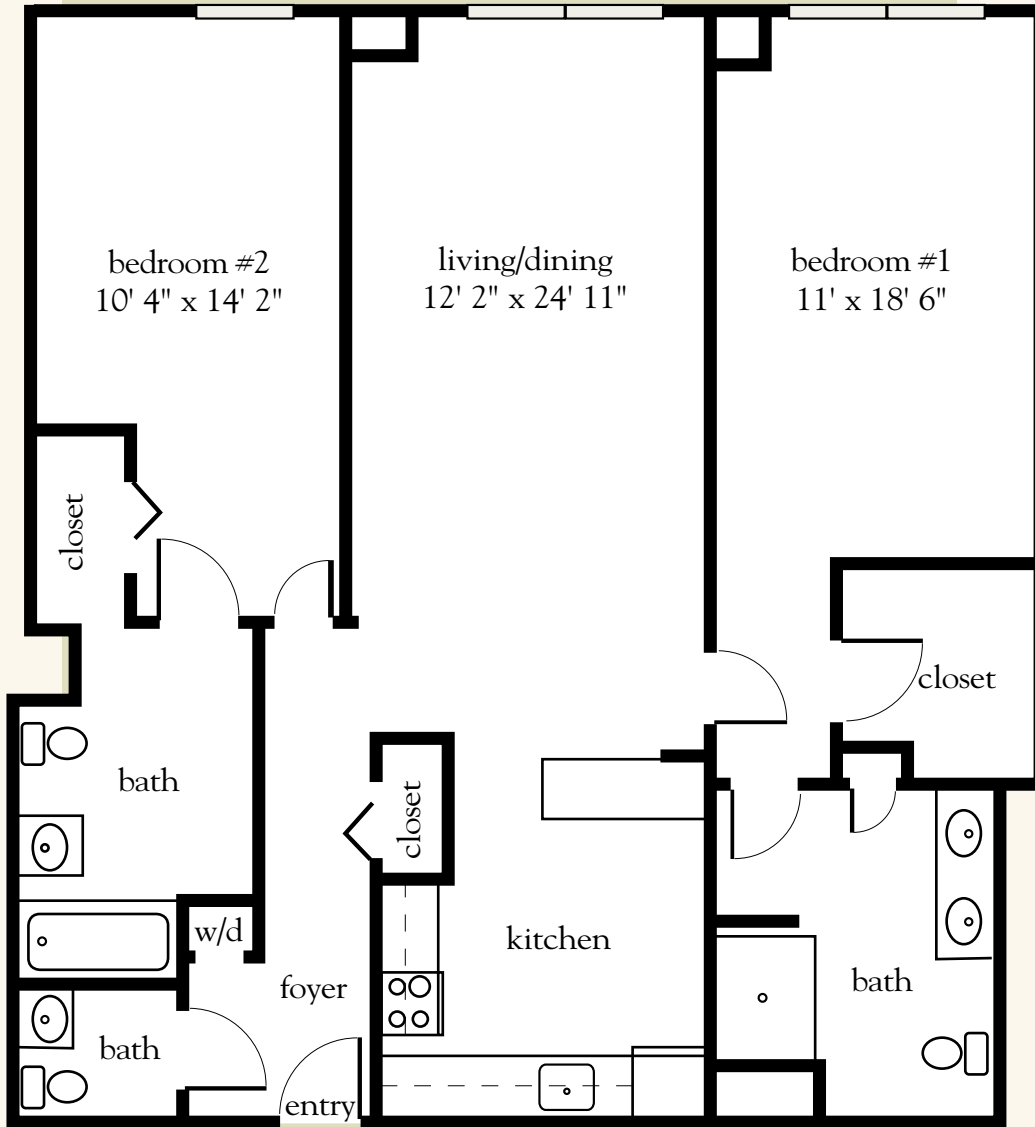 bedroom #2
10' 4" x 14' 2"
living/dining
12' 2" x 24' 11"
bedroom #1
11' x 18' 6"
closet
closet
bath
closet
w/d
kitchen
foyer
bath
bath
entry